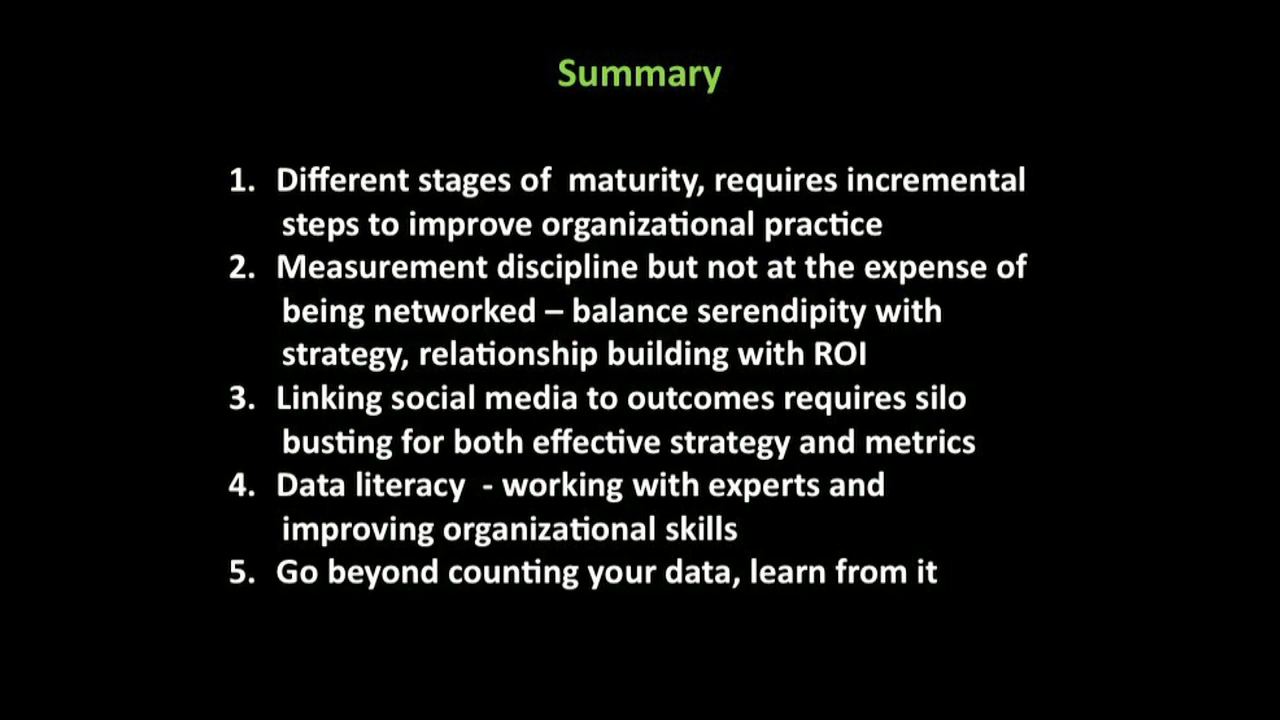 Summary
1. Different stages of  maturity, requires incremental
steps to improve organizational practice
2. Measurement discipline but not at the expense of
being networked – balance serendipity with
strategy, relationship building with ROI
3. Linking social media to outcomes requires silo
busting for both effective strategy and metrics
4. Data literacy  - working with experts and
improving organizational skills
5. Go beyond counting your data, learn from it